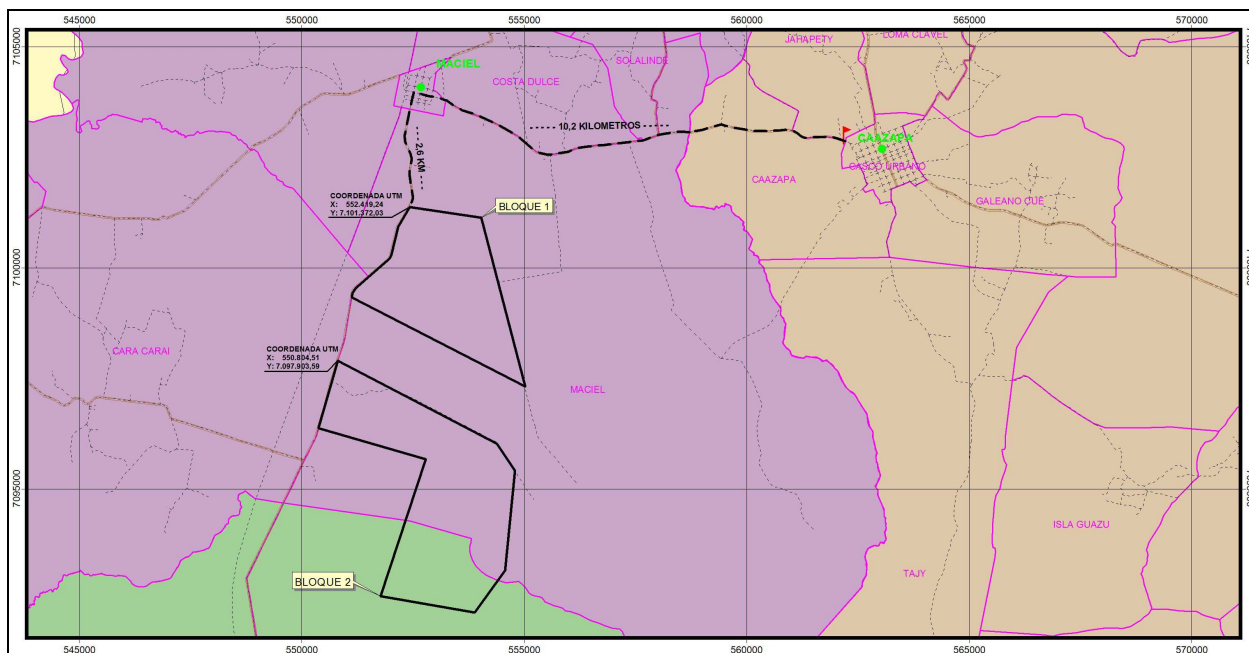 545000
550000
555000
560000
565000
570000
7105000
JAHAPETY
LOMA CLAVEL
SOLALINDE
MACIEL
COSTA DULCE
----- 10,2 KILOMETROS -----
CAAZAPA
CASCO URBANO
2,6 KM
CAAZAPA
GALEANO CUE
COORDENADA UTM
X: 552.419,24
Y: 7.101.372,03
BLOQUE 1
7100000
COORDENADA UTM
X: 550.804,51
Y: 7.097.903,59
CARA CARAI
MACIEL
7095000
ISLA GUAZU
TAJY
BLOQUE 2
545000
550000
555000
560000
565000
570000